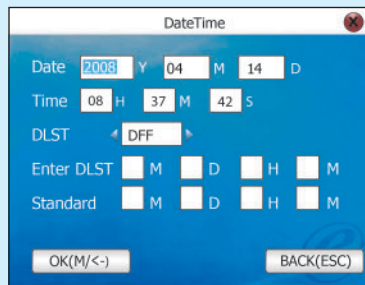 DateTime
Date 2008 Y 04 M 14 D
Time 08 H 37 M 42 S
DLST DFF
Enter DLST M D H M
Standard M D H M
OK(M/<-) BACK(ESC)